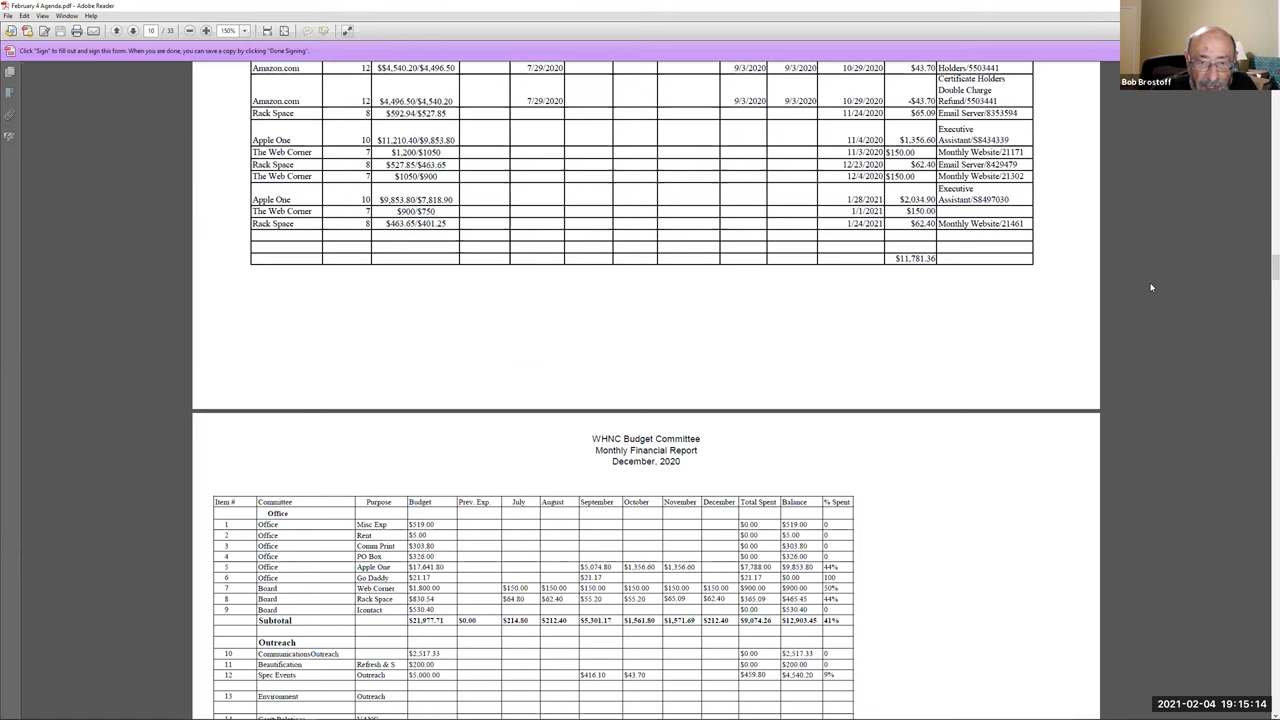 February 4 Agenda.pdf - Adobe Reader
File Edit View Window Help
10 / 33 150%
Click "Sign" to fill out and sign this form. When you are done, you can save a copy by clicking "Done Signing".
Bob Brostoff
Amazon.com 12 $$4,540.20/$4,496.50 7/29/2020 9/3/2020 9/3/2020 10/29/2020 $43.70 Holders/5503441
Certificate Holders
Double Charge
Amazon.com 12 $4,496.50/$4,540.20 7/29/2020 9/3/2020 9/3/2020 10/29/2020 -$43.70 Refund/5503441
Rack Space 8 $592.94/$527.85 11/24/2020 $65.09 Email Server/8353594
Executive
Apple One 10 $11,210.40/$9,853.80 11/4/2020 $1,356.60 Assistant/S8434339
The Web Corner 7 $1,200/$1050 11/3/2020 $150.00 Monthly Website/21171
Rack Space 8 $527.85/$463.65 12/23/2020 $62.40 Email Server/8429479
The Web Corner 7 $1050/$900 12/4/2020 $150.00 Monthly Website/21302
Executive
Apple One 10 $9,853.80/$7,818.90 1/28/2021 $2,034.90 Assistant/S8497030
The Web Corner 7 $900/$750 1/1/2021 $150.00
Rack Space 8 $463.65/$401.25 1/24/2021 $62.40 Monthly Website/21461
$11,781.36
WHNC Budget Committee
Monthly Financial Report
December, 2020
Item # Committee Purpose Budget Prev. Exp. July August September October November December Total Spent Balance % Spent
Office
1 Office Misc Exp $519.00 $0.00 $519.00 0
2 Office Rent $5.00 $0.00 $5.00 0
3 Office Comm Print $303.80 $0.00 $303.80 0
4 Office PO Box $326.00 $0.00 $326.00 0
5 Office Apple One $17,641.80 $5,074.80 $1,356.60 $1,356.60 $7,788.00 $9,853.80 44%
6 Office Go Daddy $21.17 $21.17 $21.17 $0.00 100
7 Board Web Corner $1,800.00 $150.00 $150.00 $150.00 $150.00 $150.00 $150.00 $900.00 $900.00 50%
8 Board Rack Space $830.54 $64.80 $62.40 $55.20 $55.20 $65.09 $62.40 $365.09 $465.45 44%
9 Board Icontact $530.40 $0.00 $530.40 0
Subtotal $21,977.71 $0.00 $214.80 $212.40 $5,301.17 $1,561.80 $1,571.69 $212.40 $9,074.26 $12,903.45 41%
Outreach
10 CommunicationsOutreach $2,517.33 $0.00 $2,517.33 0
11 Beautification Refresh & S $200.00 $0.00 $200.00 0
12 Spec Events Outreach $5,000.00 $416.10 $43.70 $459.80 $4,540.20 9%
13 Environment Outreach
2021-02-04 19:15:14